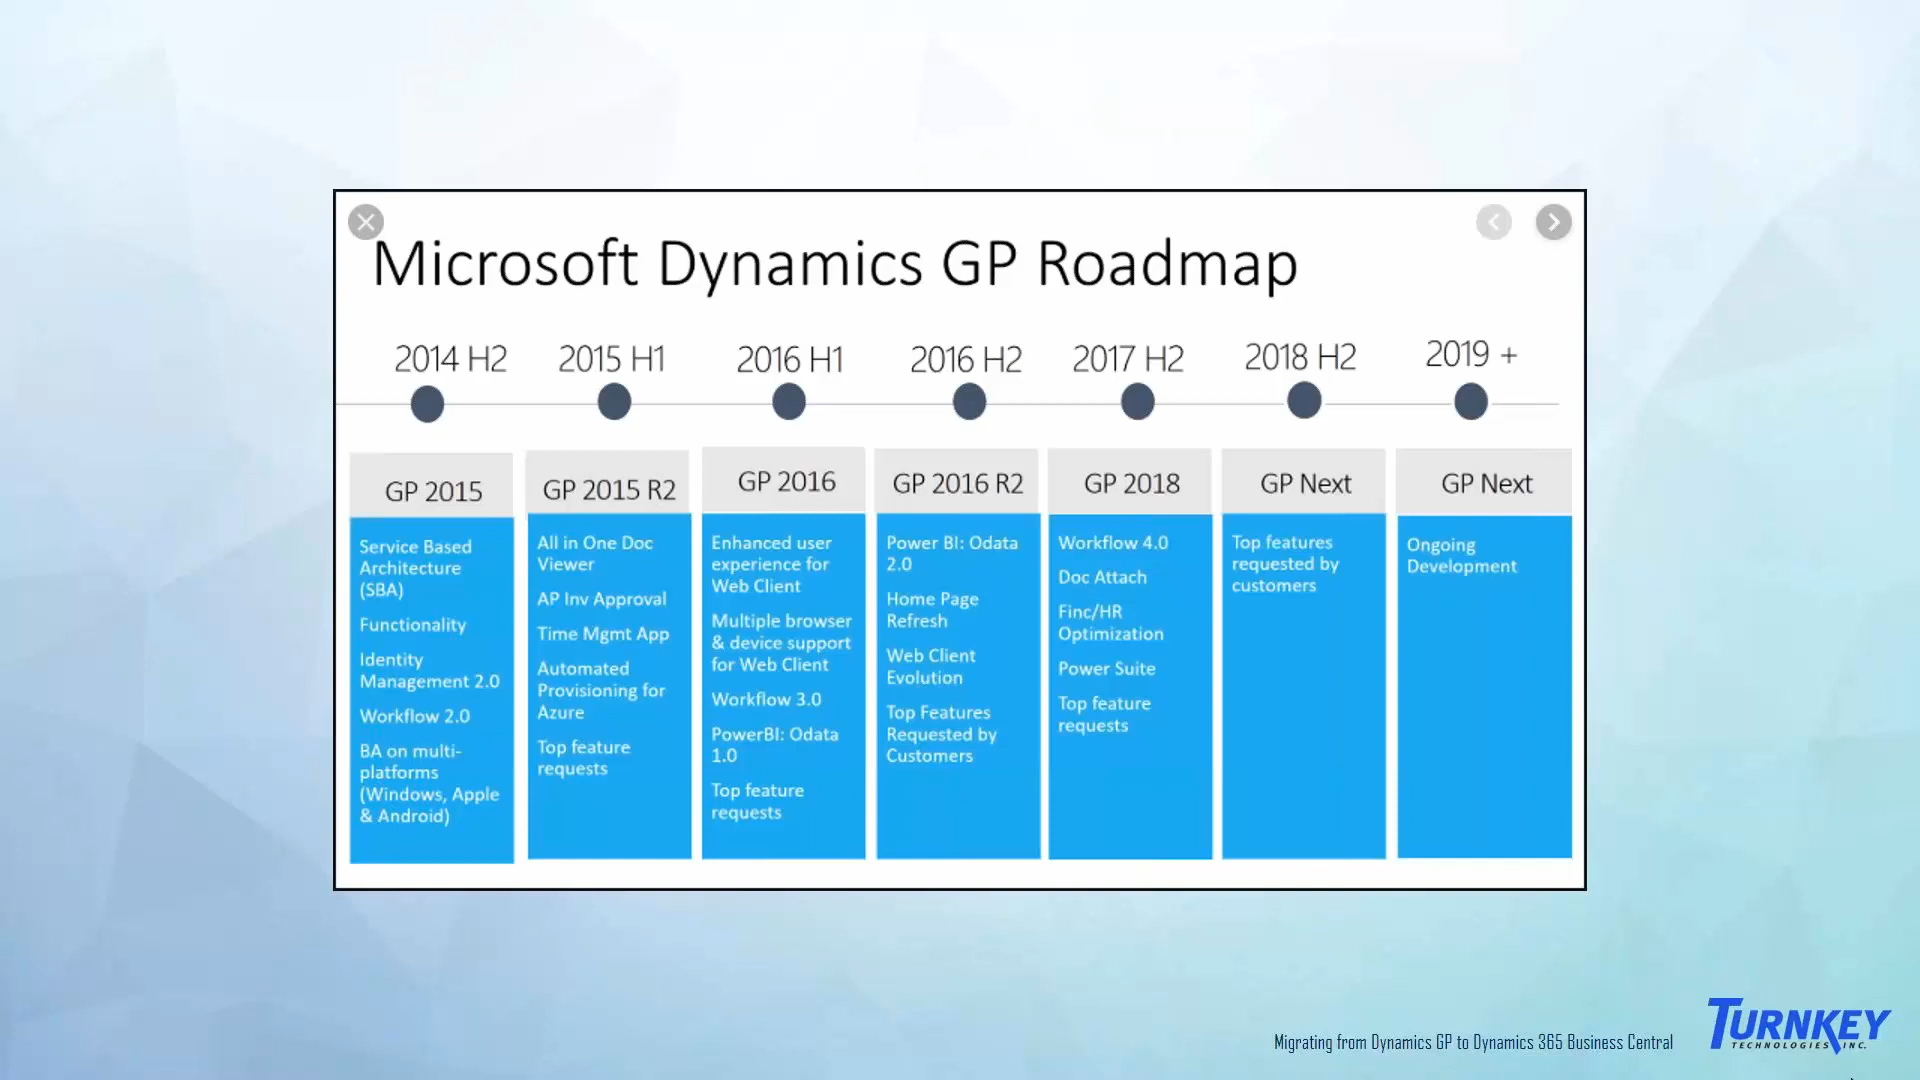 Microsoft Dynamics GP Roadmap
2014 H2
2015 H1
2016 H1
2016 H2
2017 H2
2018 H2
2019 +
GP 2015
Service Based
Architecture
(SBA)
Functionality
Identity
Management 2.0
Workflow 2.0
BA on multi-
platforms
(Windows, Apple
& Android)
GP 2015 R2
All in One Doc
Viewer
AP Inv Approval
Time Mgmt App
Automated
Provisioning for
Azure
Top feature
requests
GP 2016
Enhanced user
experience for
Web Client
Multiple browser
& device support
for Web Client
Workflow 3.0
PowerBI: Odata
1.0
Top feature
requests
GP 2016 R2
Power BI: Odata
2.0
Home Page
Refresh
Web Client
Evolution
Top Features
Requested by
Customers
GP 2018
Workflow 4.0
Doc Attach
Finc/HR
Optimization
Power Suite
Top feature
requests
GP Next
Top features
requested by
customers
GP Next
Ongoing
Development
Migrating from Dynamics GP to Dynamics 365 Business Central
TURNKEY
TECHNOLOGIES, INC.